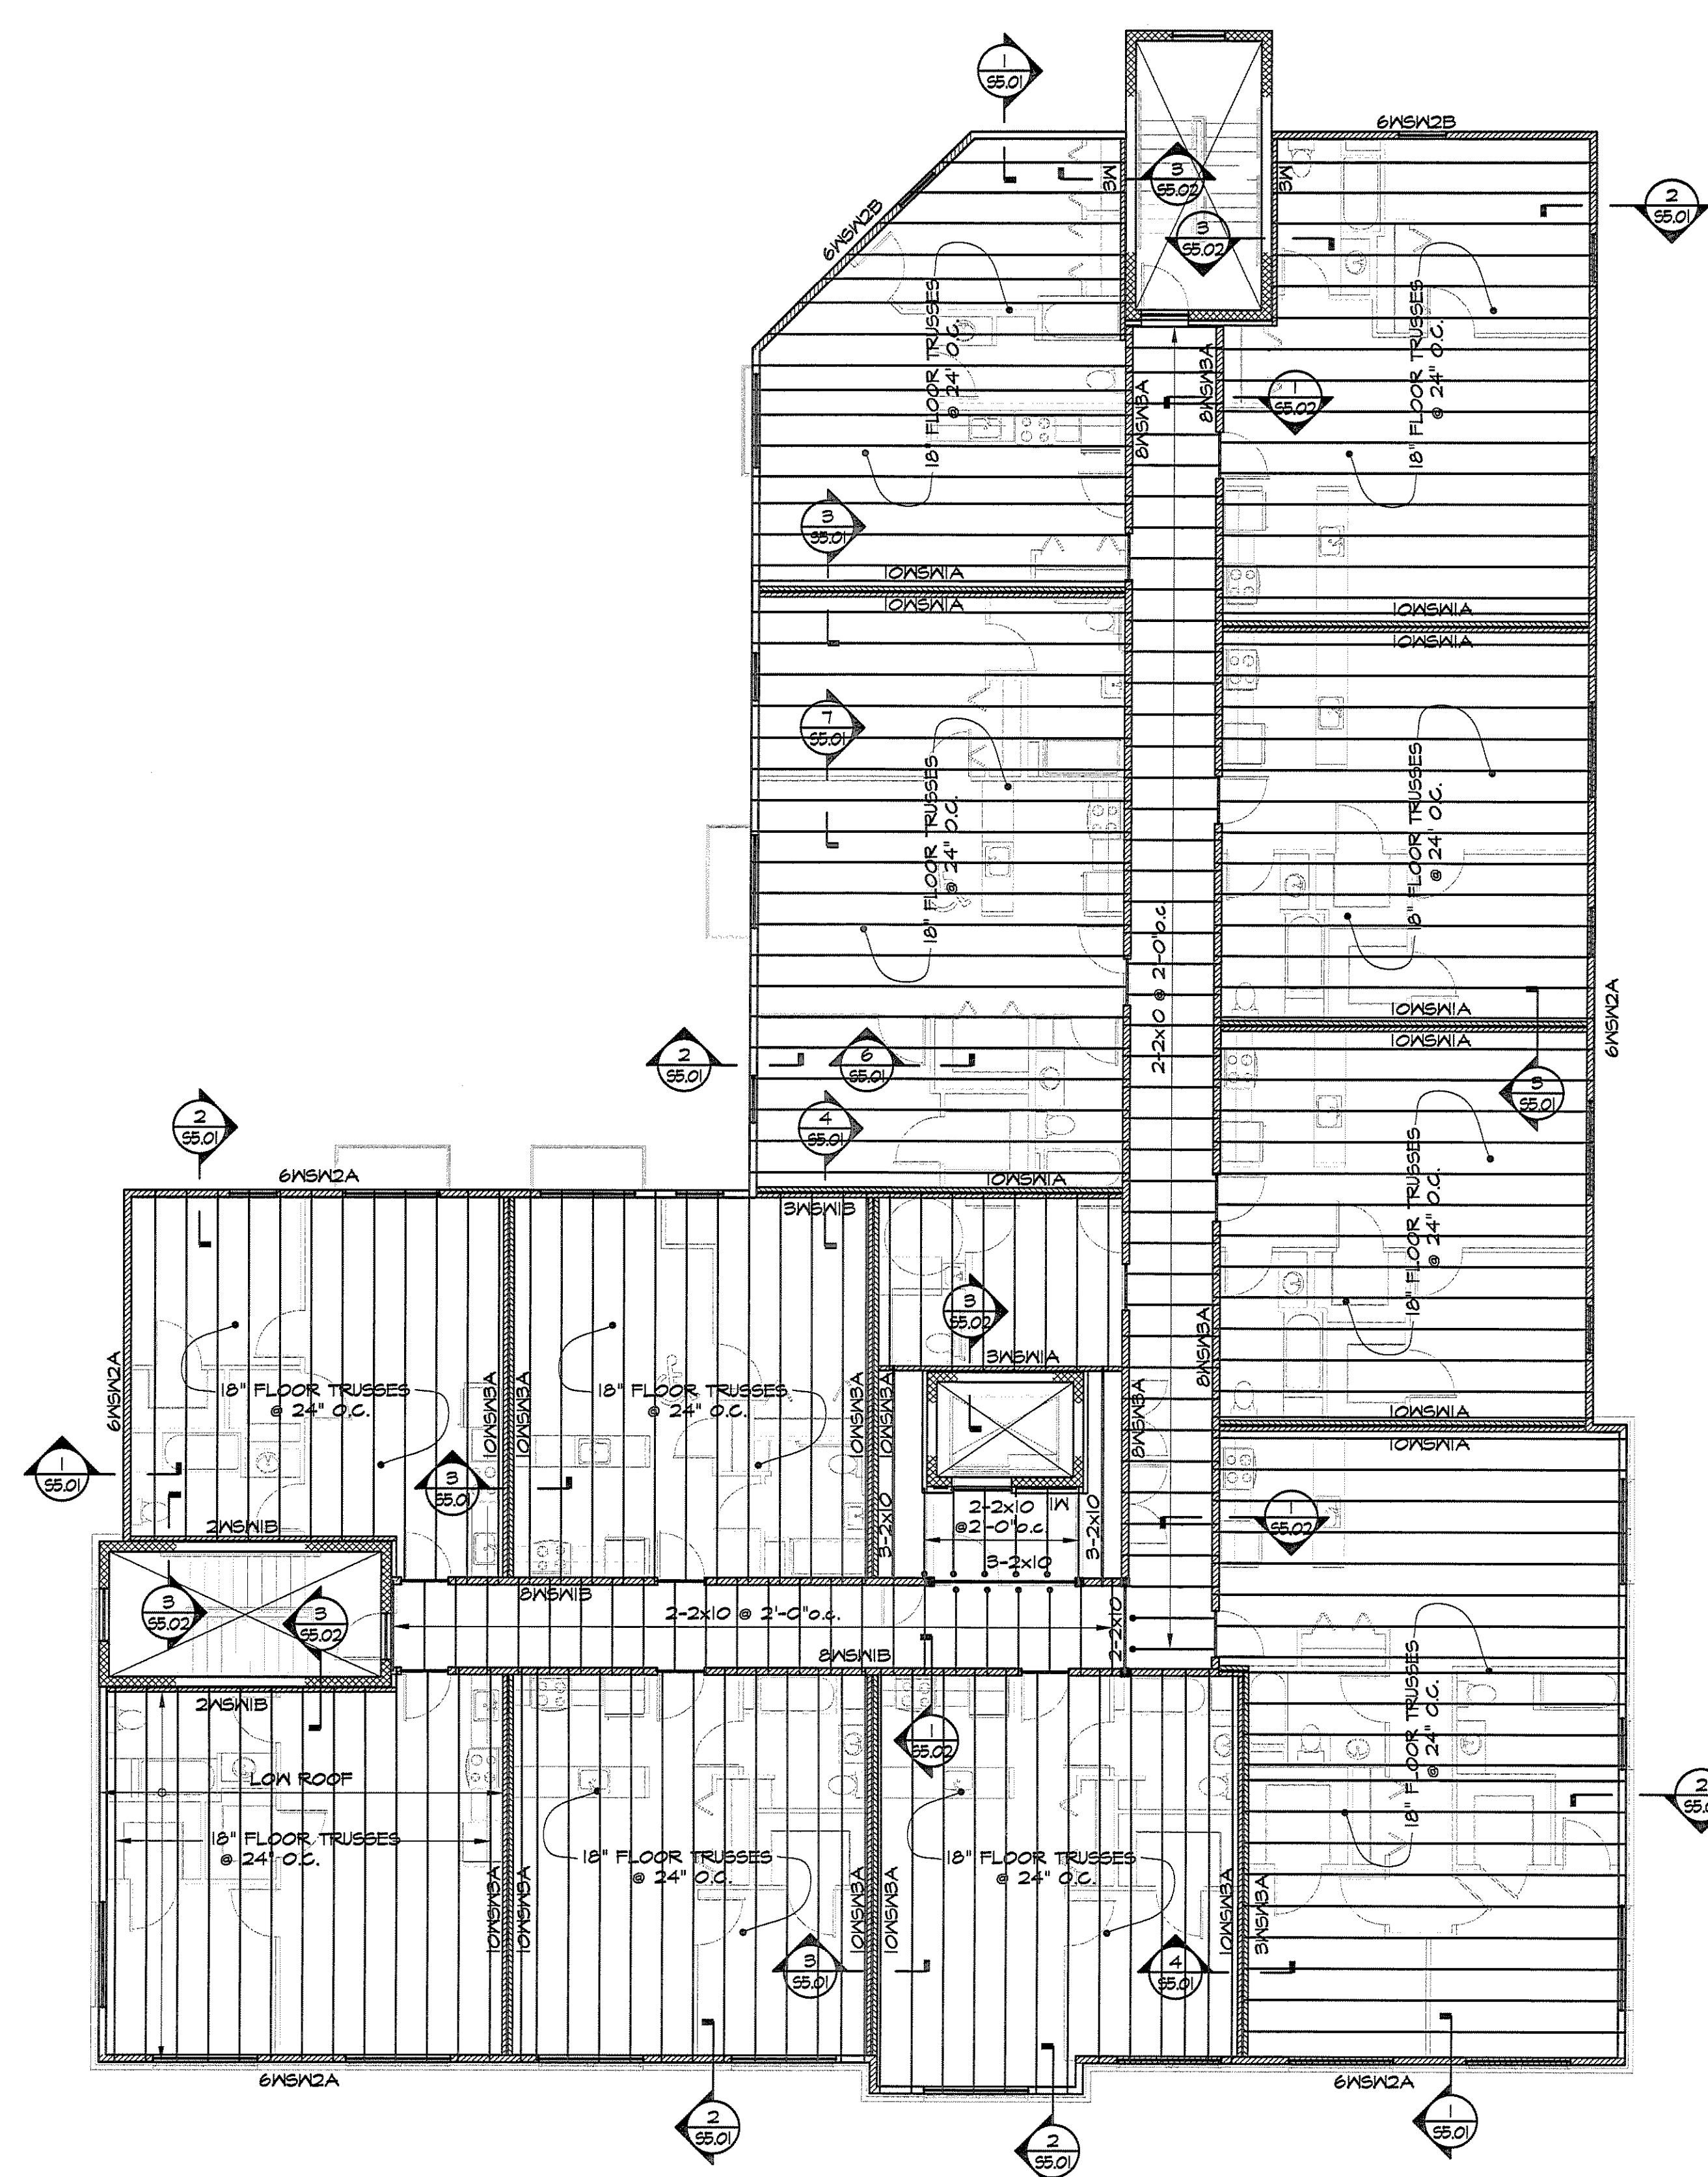 1
S5.01
6WSW2B
3
S5.02
3W
3W
2
S5.01
6WSW2B
3
S5.02
18" FLOOR TRUSSES
@ 24' O.C.
18" FLOOR TRUSSES
@ 24" O.C.
8WSW3A
8WSW3A
1
S5.02
3
S5.01
10WSW1A
10WSW1A
10WSW1A
10WSW1A
7
S5.01
18" FLOOR TRUSSES
@ 24" O.C.
18" FLOOR TRUSSES
@ 24' O.C.
2-2x10 @ 2'-0"o.c.
10WSW1A
10WSW1A
6WSW2A
2
S5.01
6
S5.01
3
S5.01
4
S5.01
2
S5.01
6WSW2A
10WSW1A
3WSW1B
18" FLOOR TRUSSES
@ 24" O.C.
3
S5.02
3WSW1A
8WSW3A
6WSW2A
18" FLOOR TRUSSES
@ 24" O.C.
10WSW3A
10WSW3A
18" FLOOR TRUSSES
@ 24" O.C.
10WSW3A
10WSW3A
8WSW3A
10WSW1A
10WSW1A
1
S5.01
3
S5.01
3-2x10
2-2x10
@2'-0"o.c.
1W
3-2x10
3-2x10
1
S5.02
2WSW1B
8WSW1B
3
S5.02
3
S5.02
2-2x10 @ 2'-0"o.c.
2-2x10
8WSW1B
2WSW1B
1
S5.02
18" FLOOR TRUSSES
@ 24" O.C.
LOW ROOF
18" FLOOR TRUSSES
@ 24" O.C.
10WSW3A
10WSW3A
18" FLOOR TRUSSES
@ 24" O.C.
10WSW3A
10WSW3A
18" FLOOR TRUSSES
@ 24" O.C.
10WSW3A
3WSW3A
2
3
S5.01
4
S5.01
6WSW2A
6WSW2A
2
S5.01
2
S5.01
1
S5.01